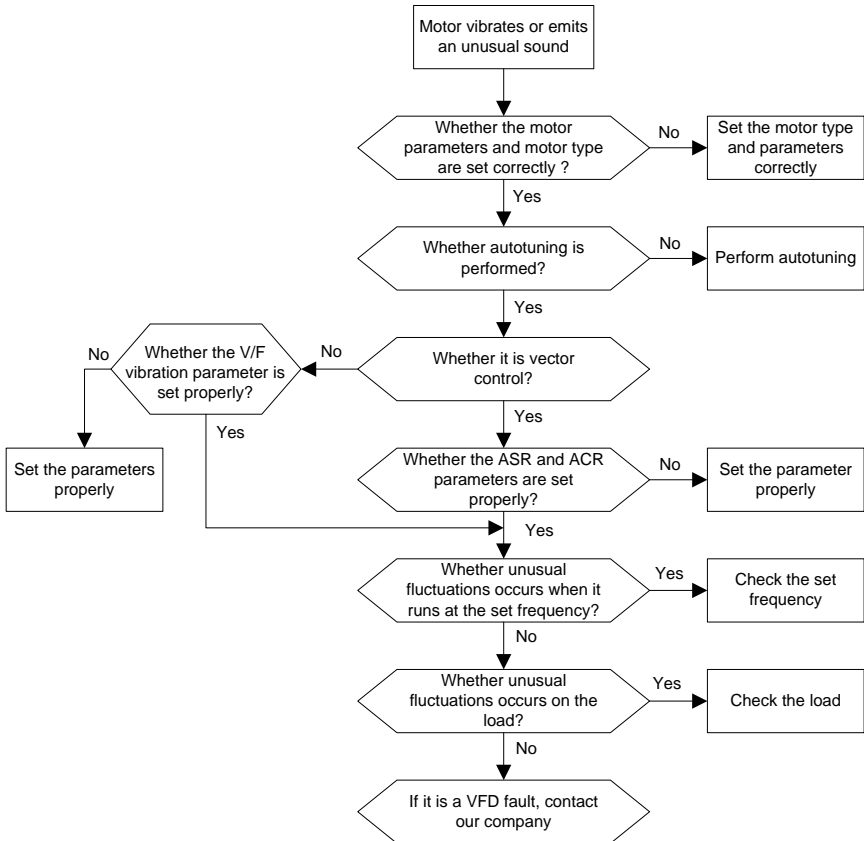 Motor vibrates or emits
an unusual sound
Whether the motor
parameters and motor type
are set correctly ?
No
Set the motor type
and parameters
correctly
Yes
Whether autotuning is
performed?
No
Perform autotuning
Yes
Whether it is vector
control?
No
Whether the V/F
vibration parameter is
set properly?
No
Set the parameters
properly
Yes
Yes
Whether the ASR and ACR
parameters are set
properly?
No
Set the parameter
properly
Yes
Whether unusual
fluctuations occurs when it
runs at the set frequency?
Yes
Check the set
frequency
No
Whether unusual
fluctuations occurs on the
load?
Yes
Check the load
No
If it is a VFD fault, contact
our company